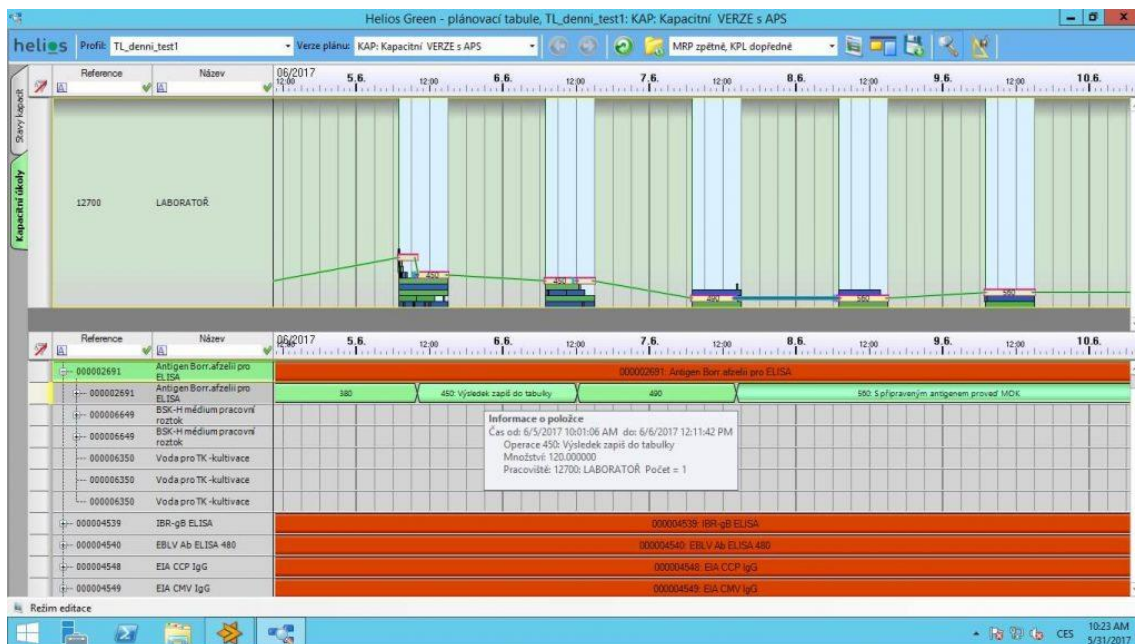 Helios Green - plánovací tabule, TL_denni_test1: KAP: Kapacitní VERZE s APS
helios Profil: TL_denni_test1 Verze plánu: KAP: Kapacitní VERZE s APS MRP zpětné, KPL dopředné
Stavy kapacit
Kapacitní úkoly
Reference Název 06/2017 5.6. 6.6. 7.6. 8.6. 9.6. 10.6.
12:00 12:00 12:00 12:00 12:00 12:00
12700 LABORATOŘ
450 450 490 560 560
Reference Název 06/2017 5.6. 6.6. 7.6. 8.6. 9.6. 10.6.
12:00 12:00 12:00 12:00 12:00
000002691 Antigen Borr.afzelii pro ELISA 000002691: Antigen Borr.afzelii pro ELISA
000002691 Antigen Borr.afzelii pro ELISA 380 450: Výsledek zapiš do tabulky 490 560: S připraveným antigenem proveď MOK
000006649 BSK-H médium pracovní roztok
000006649 BSK-H médium pracovní roztok
000006350 Voda pro TK -kultivace
000006350 Voda pro TK -kultivace
000006350 Voda pro TK -kultivace
Informace o položce
Čas od: 6/5/2017 10:01:06 AM do: 6/6/2017 12:11:42 PM
Operace 450: Výsledek zapiš do tabulky
Množství: 120.000000
Pracoviště: 12700: LABORATOŘ Počet = 1
000004539 IBR-gB ELISA 000004539: IBR-gB ELISA
000004540 EBLV Ab ELISA 480 000004540: EBLV Ab ELISA 480
000004548 EIA CCP IgG 000004548: EIA CCP IgG
000004549 EIA CMV IgG 000004549: EIA CMV IgG
Režim editace
CES 10:23 AM
5/31/2017